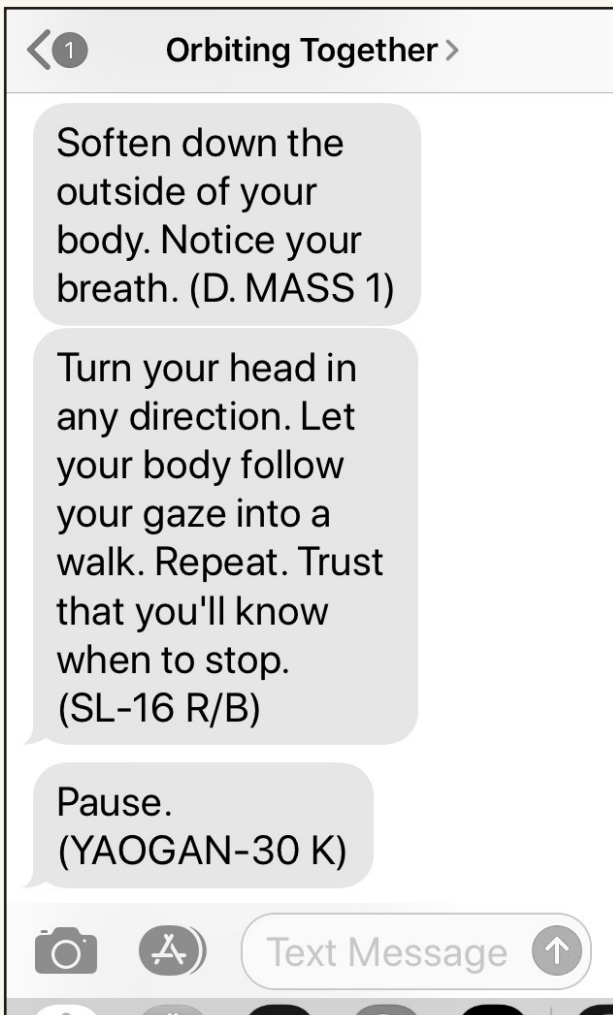 1 Orbiting Together
Soften down the
outside of your
body. Notice your
breath. (D. MASS 1)
Turn your head in
any direction. Let
your body follow
your gaze into a
walk. Repeat. Trust
that you'll know
when to stop.
(SL-16 R/B)
Pause.
(YAOGAN-30 K)
Text Message